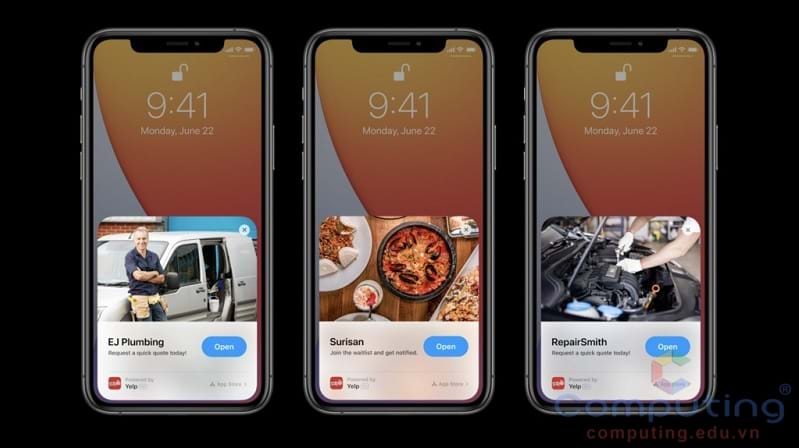 9:41
Monday, June 22
EJ Plumbing
Request a quick quote today!
Open
Powered by
Yelp
App Store
9:41
Monday, June 22
Surisan
Join the waitlist and get notified.
Open
Powered by
Yelp
App Store
9:41
Monday, June 22
RepairSmith
Request a quick quote today!
Open
Powered by
Yelp
App Store
Computing®
computing.edu.vn